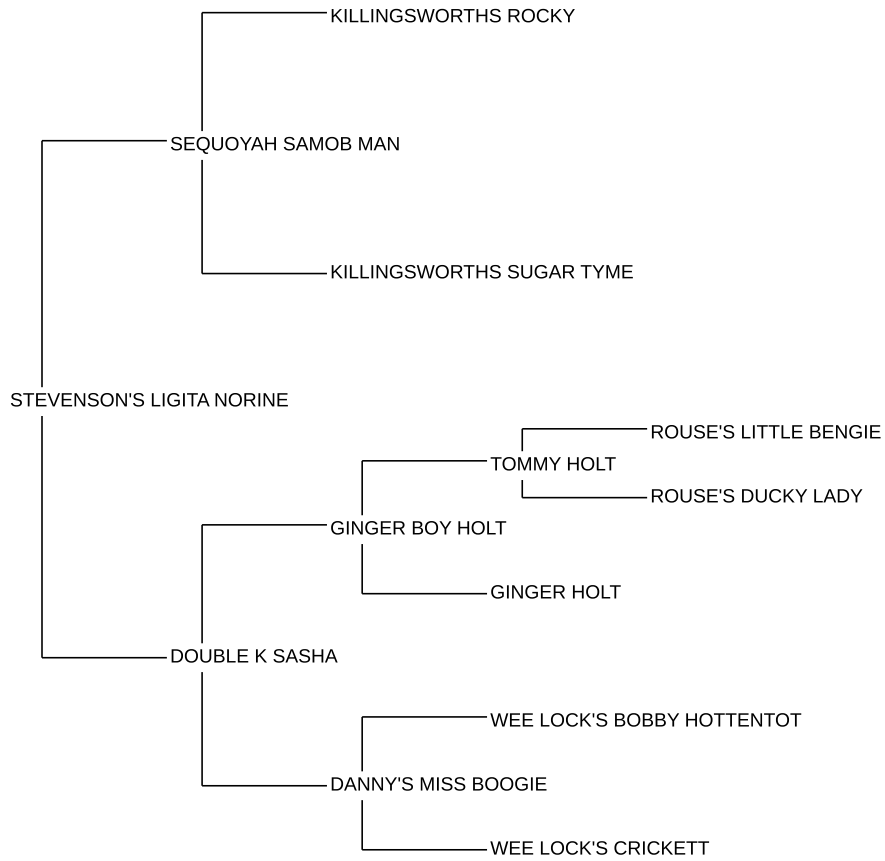 KILLINGSWORTHS ROCKY
SEQUOYAH SAMOB MAN
KILLINGSWORTHS SUGAR TYME
STEVENSON'S LIGITA NORINE
ROUSE'S LITTLE BENGIE
TOMMY HOLT
ROUSE'S DUCKY LADY
GINGER BOY HOLT
GINGER HOLT
DOUBLE K SASHA
WEE LOCK'S BOBBY HOTTENTOT
DANNY'S MISS BOOGIE
WEE LOCK'S CRICKETT